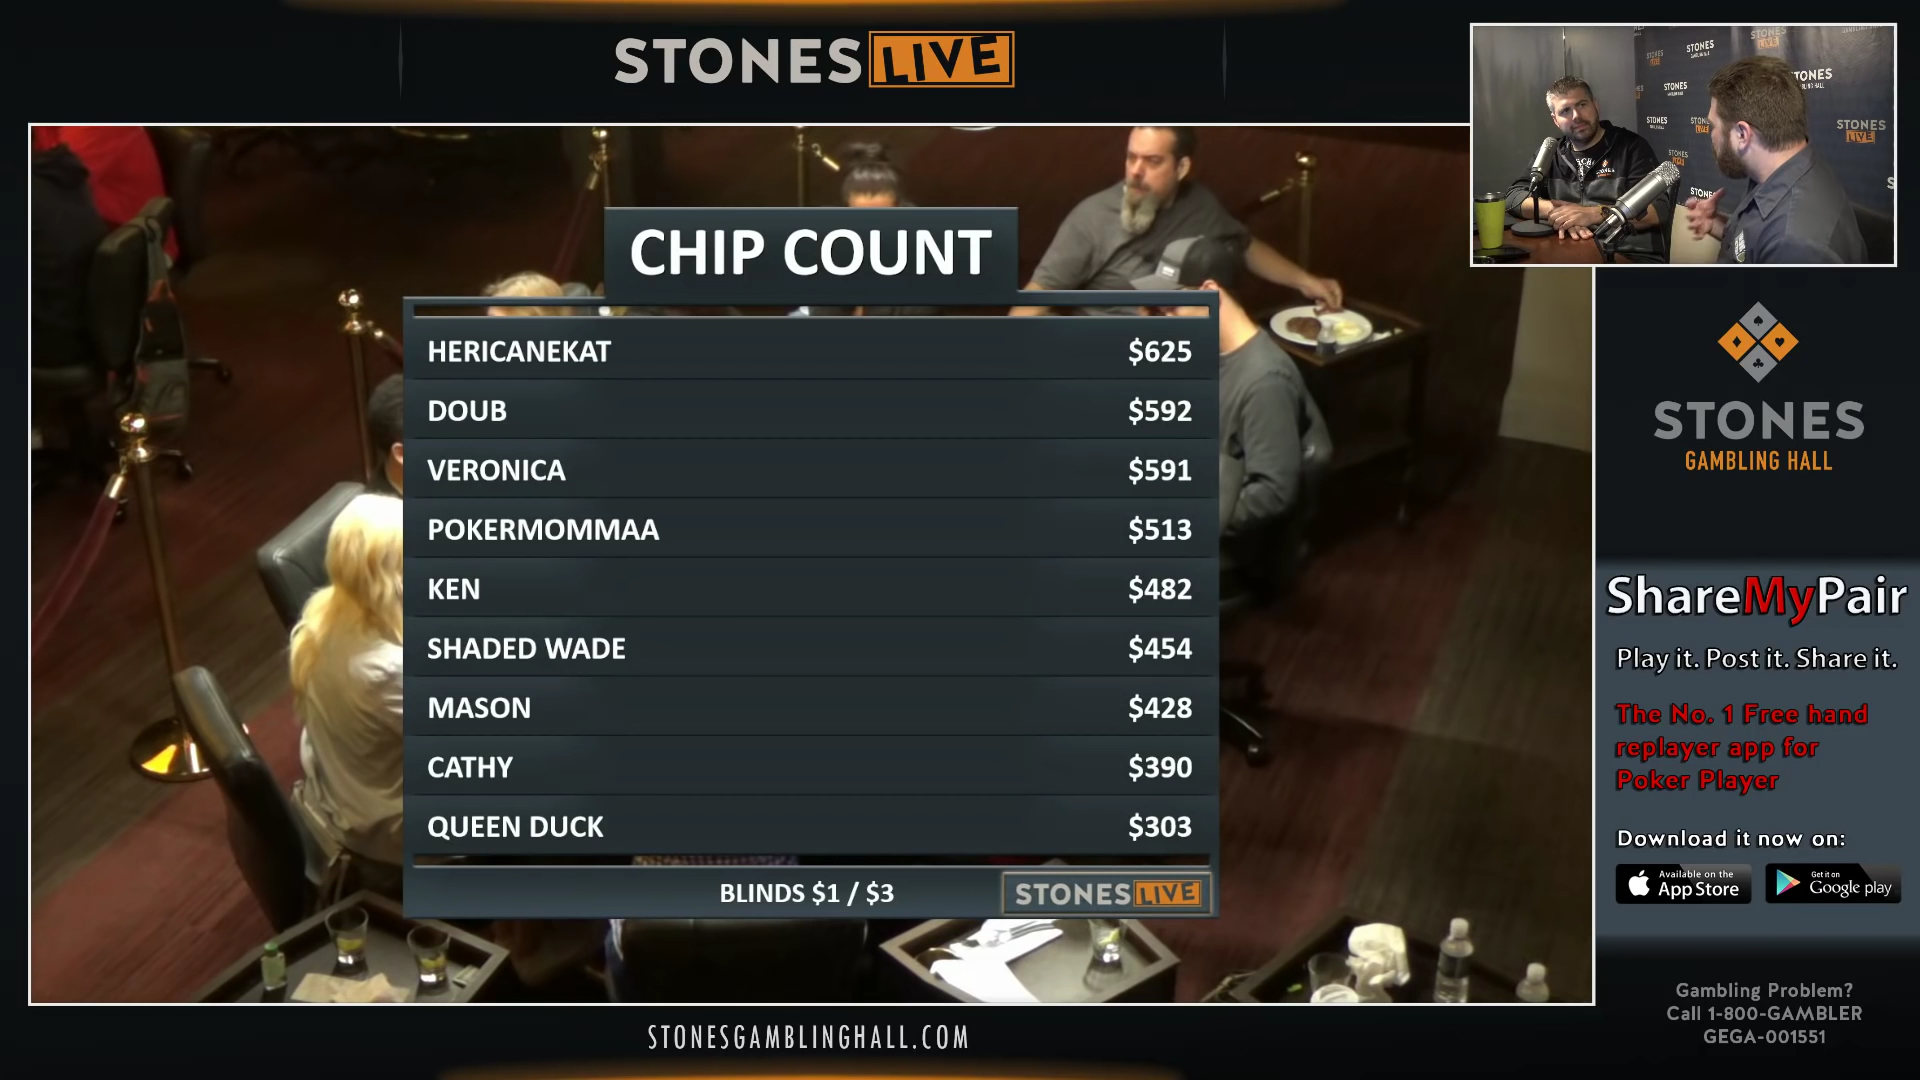 STONES LIVE
CHIP COUNT
HERICANEKAT $625
DOUB $592
VERONICA $591
POKERMOMMAA $513
KEN $482
SHADED WADE $454
MASON $428
CATHY $390
QUEEN DUCK $303
BLINDS $1 / $3
STONES LIVE
STONESGAMBLINGHALL.COM
STONES
STONES
LIVE
STONES
GAMBLING HALL
ShareMyPair
Play it. Post it. Share it.
The No. 1 Free hand
replayer app for
Poker Player
Download it now on:
Available on the
App Store
Get it on
Google play
Gambling Problem?
Call 1-800-GAMBLER
GEGA-001551